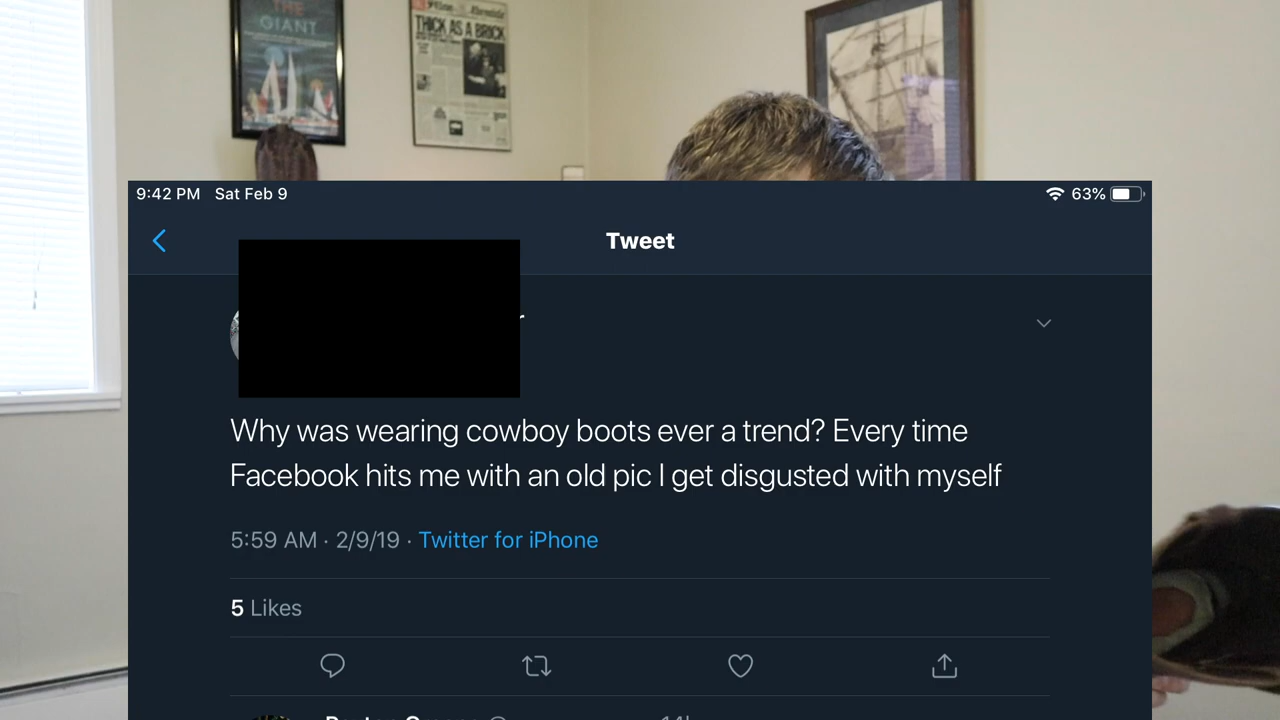 THE
GIANT
THICK AS A BRICK
9:42 PM Sat Feb 9
63%
Tweet
Why was wearing cowboy boots ever a trend? Every time
Facebook hits me with an old pic I get disgusted with myself
5:59 AM · 2/9/19 · Twitter for iPhone
5 Likes